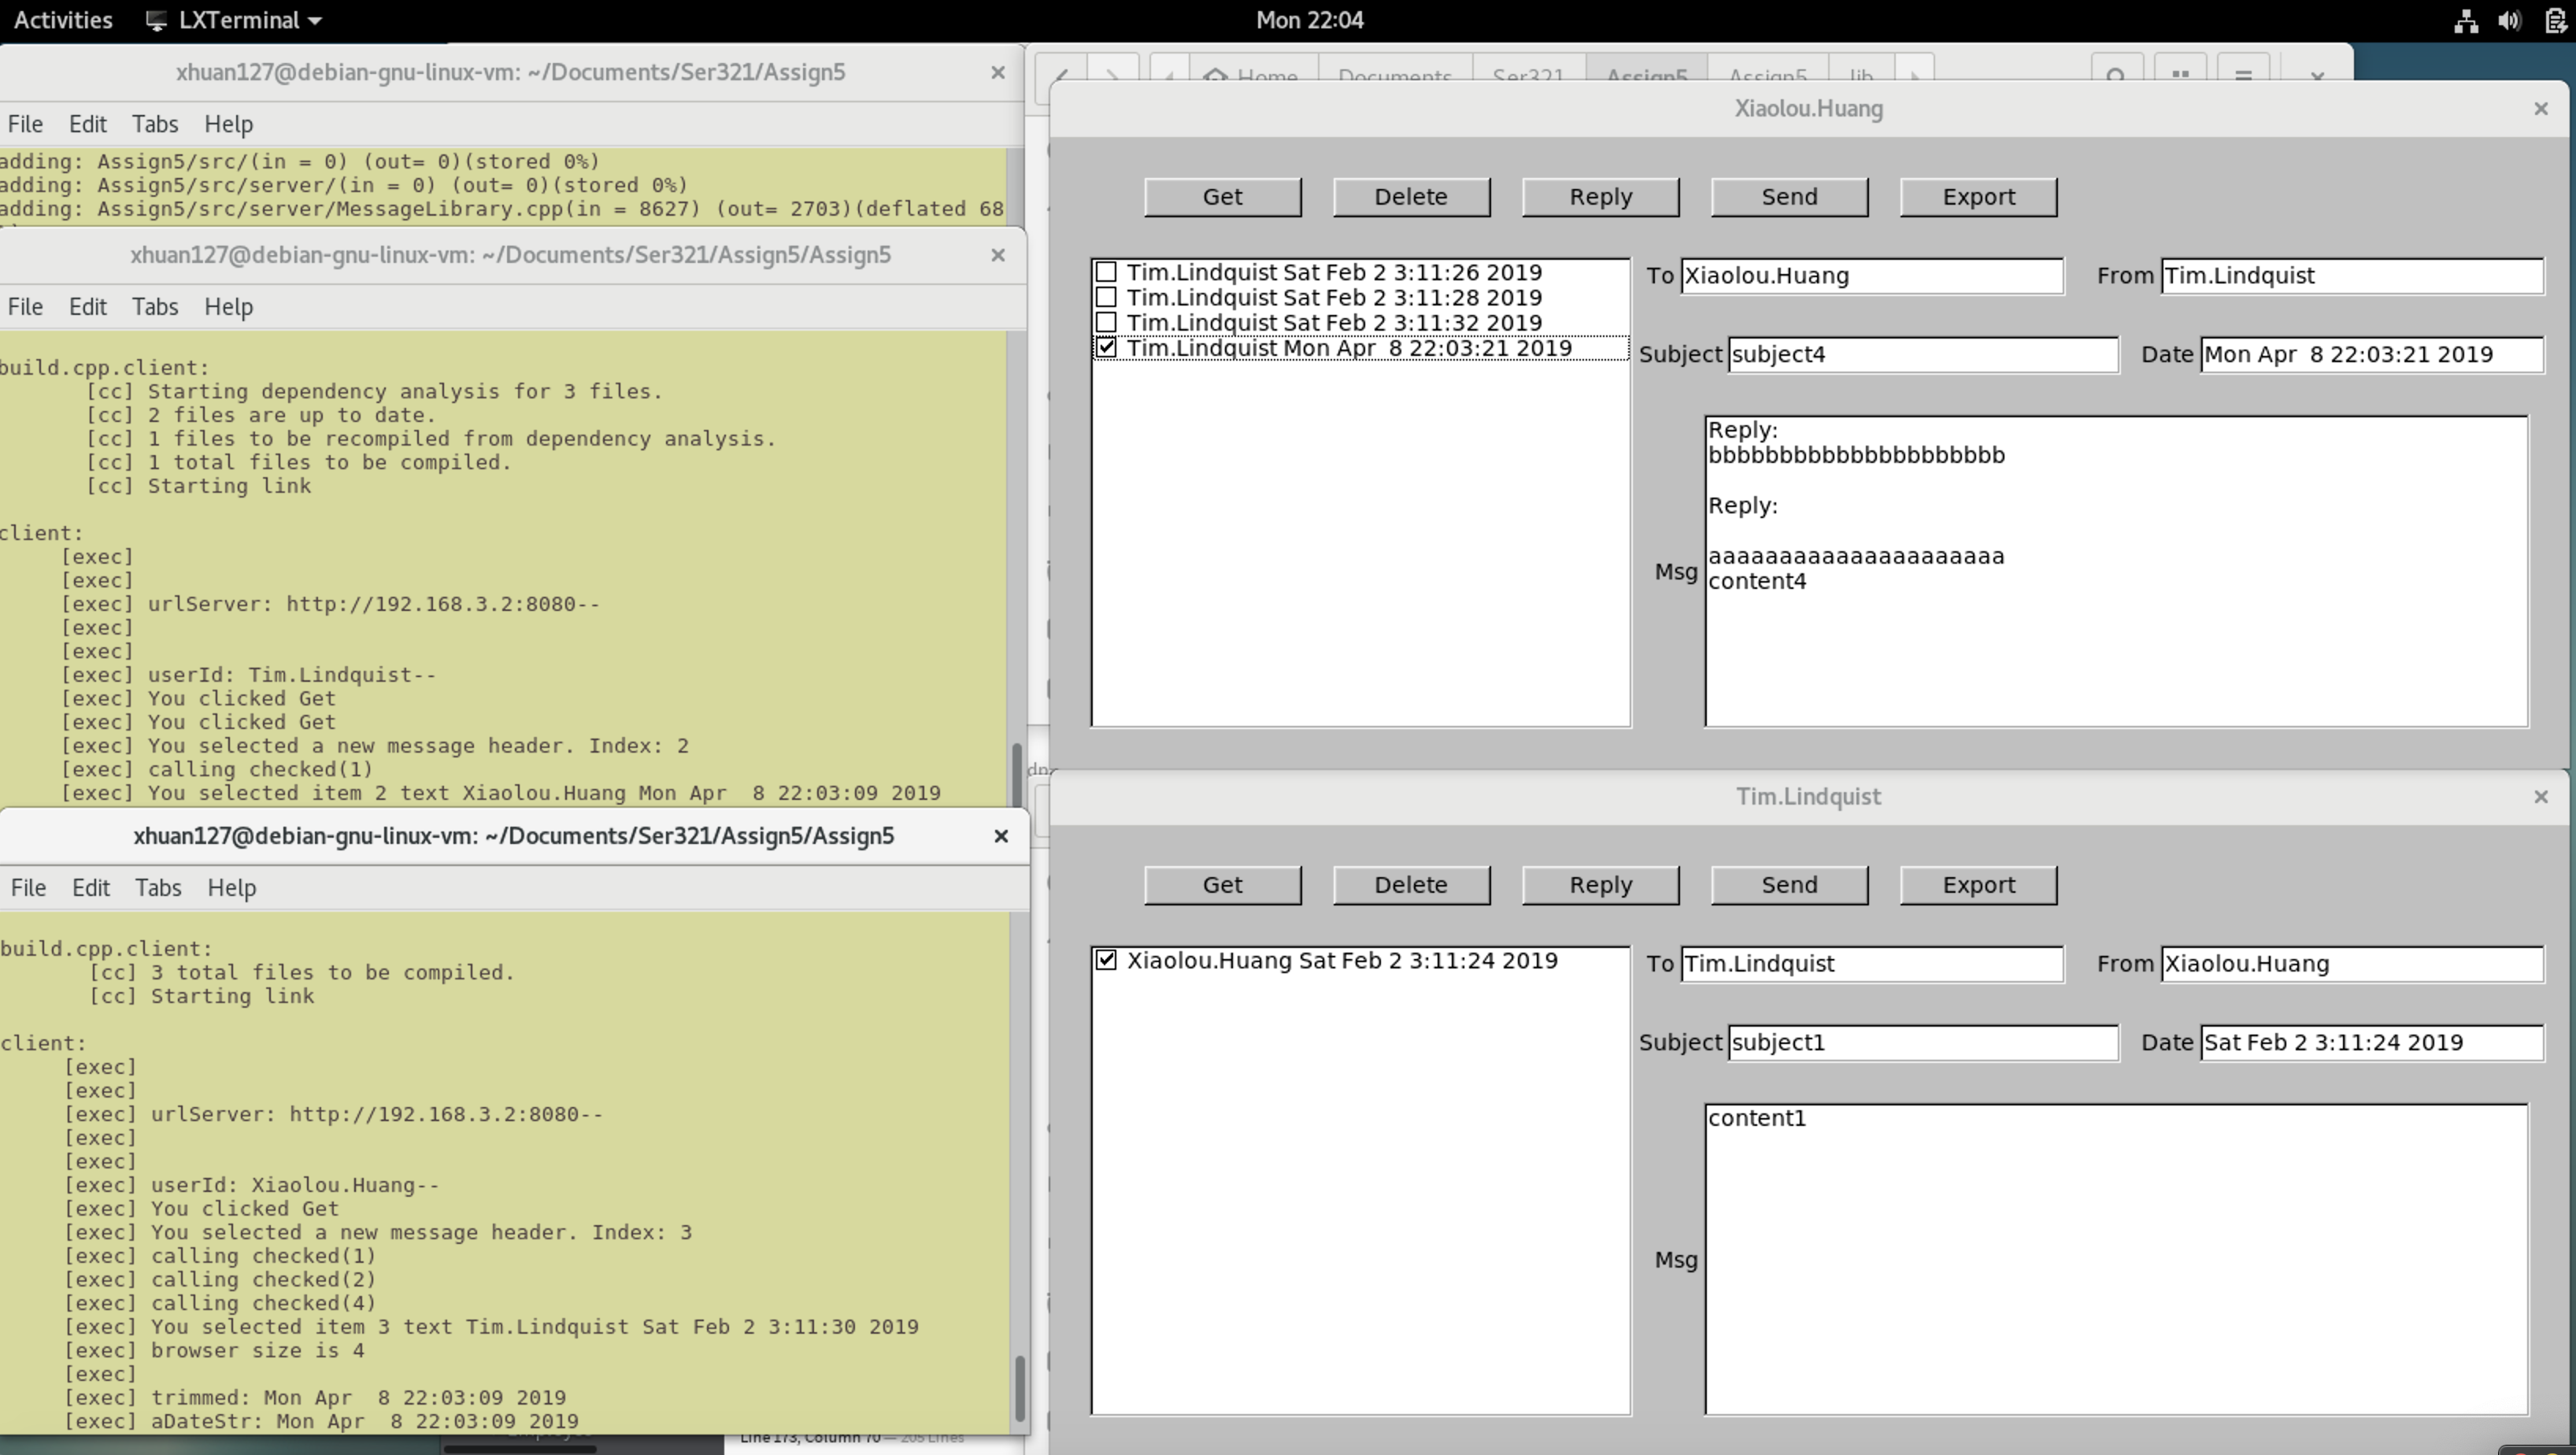 Activities LXTerminal Mon 22:04
xhuan127@debian-gnu-linux-vm: ~/Documents/Ser321/Assign5
File Edit Tabs Help
adding: Assign5/src/(in = 0) (out= 0)(stored 0%)
adding: Assign5/src/server/(in = 0) (out= 0)(stored 0%)
adding: Assign5/src/server/MessageLibrary.cpp(in = 8627) (out= 2703)(deflated 68
xhuan127@debian-gnu-linux-vm: ~/Documents/Ser321/Assign5/Assign5
File Edit Tabs Help
build.cpp.client:
[cc] Starting dependency analysis for 3 files.
[cc] 2 files are up to date.
[cc] 1 files to be recompiled from dependency analysis.
[cc] 1 total files to be compiled.
[cc] Starting link
client:
[exec]
[exec]
[exec] urlServer: http://192.168.3.2:8080--
[exec]
[exec]
[exec] userId: Tim.Lindquist--
[exec] You clicked Get
[exec] You clicked Get
[exec] You selected a new message header. Index: 2
[exec] calling checked(1)
[exec] You selected item 2 text Xiaolou.Huang Mon Apr  8 22:03:09 2019
xhuan127@debian-gnu-linux-vm: ~/Documents/Ser321/Assign5/Assign5
File Edit Tabs Help
build.cpp.client:
[cc] 3 total files to be compiled.
[cc] Starting link
client:
[exec]
[exec]
[exec] urlServer: http://192.168.3.2:8080--
[exec]
[exec]
[exec] userId: Xiaolou.Huang--
[exec] You clicked Get
[exec] You selected a new message header. Index: 3
[exec] calling checked(1)
[exec] calling checked(2)
[exec] calling checked(4)
[exec] You selected item 3 text Tim.Lindquist Sat Feb 2 3:11:30 2019
[exec] browser size is 4
[exec]
[exec] trimmed: Mon Apr  8 22:03:09 2019
[exec] aDateStr: Mon Apr  8 22:03:09 2019
Line 173, Column 70 — 205 Lines
Home Documents Ser321 Assign5 Assign5 lib
Xiaolou.Huang
Get Delete Reply Send Export
Tim.Lindquist Sat Feb 2 3:11:26 2019
Tim.Lindquist Sat Feb 2 3:11:28 2019
Tim.Lindquist Sat Feb 2 3:11:32 2019
Tim.Lindquist Mon Apr  8 22:03:21 2019
To Xiaolou.Huang From Tim.Lindquist
Subject subject4 Date Mon Apr  8 22:03:21 2019
Msg
Reply:
bbbbbbbbbbbbbbbbbbbbb
Reply:
aaaaaaaaaaaaaaaaaaaaa
content4
Tim.Lindquist
Get Delete Reply Send Export
Xiaolou.Huang Sat Feb 2 3:11:24 2019
To Tim.Lindquist From Xiaolou.Huang
Subject subject1 Date Sat Feb 2 3:11:24 2019
Msg
content1